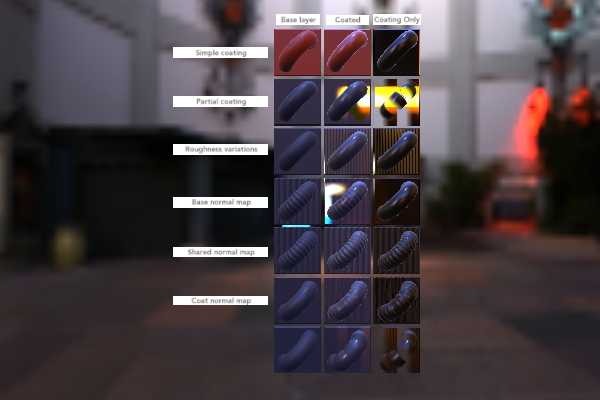 Base layer
Coated
Coating Only
Simple coating
Partial coating
Roughness variations
Base normal map
Shared normal map
Coat normal map